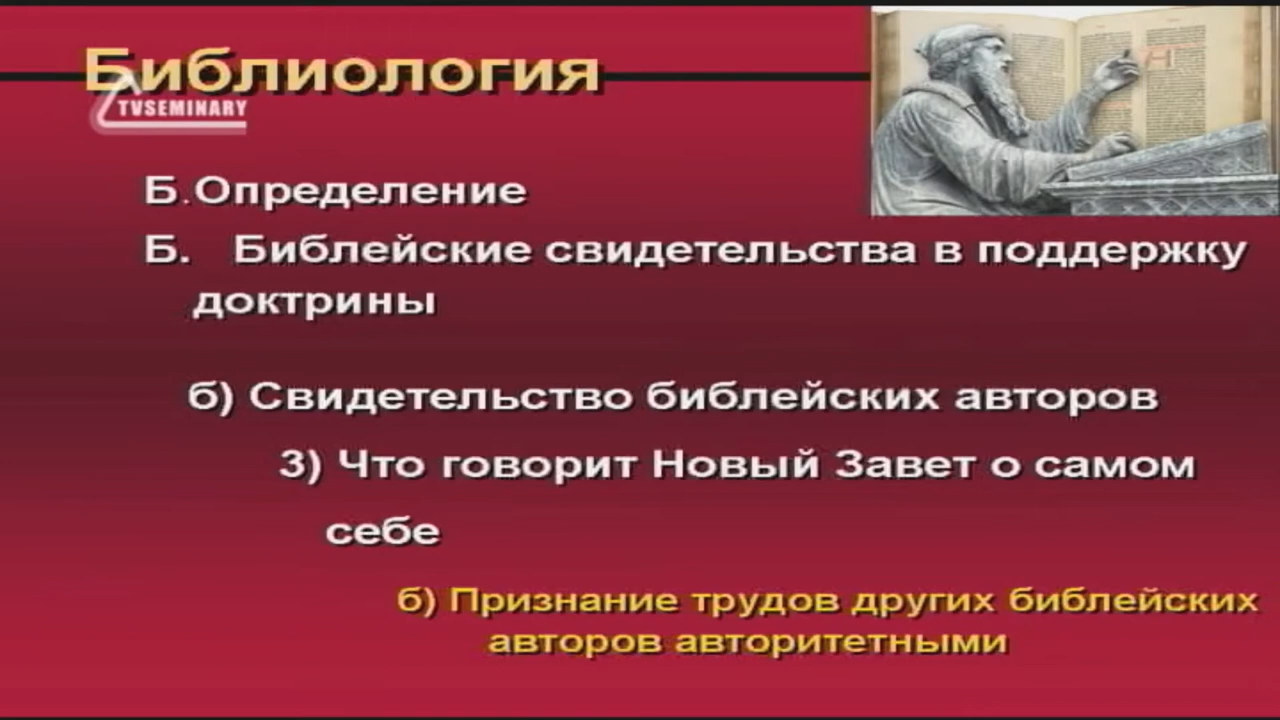 Библиология
TVSEMINARY
Б.Определение
Б. Библейские свидетельства в поддержку
доктрины
б) Свидетельство библейских авторов
3) Что говорит Новый Завет о самом
себе
б) Признание трудов других библейских
авторов авторитетными